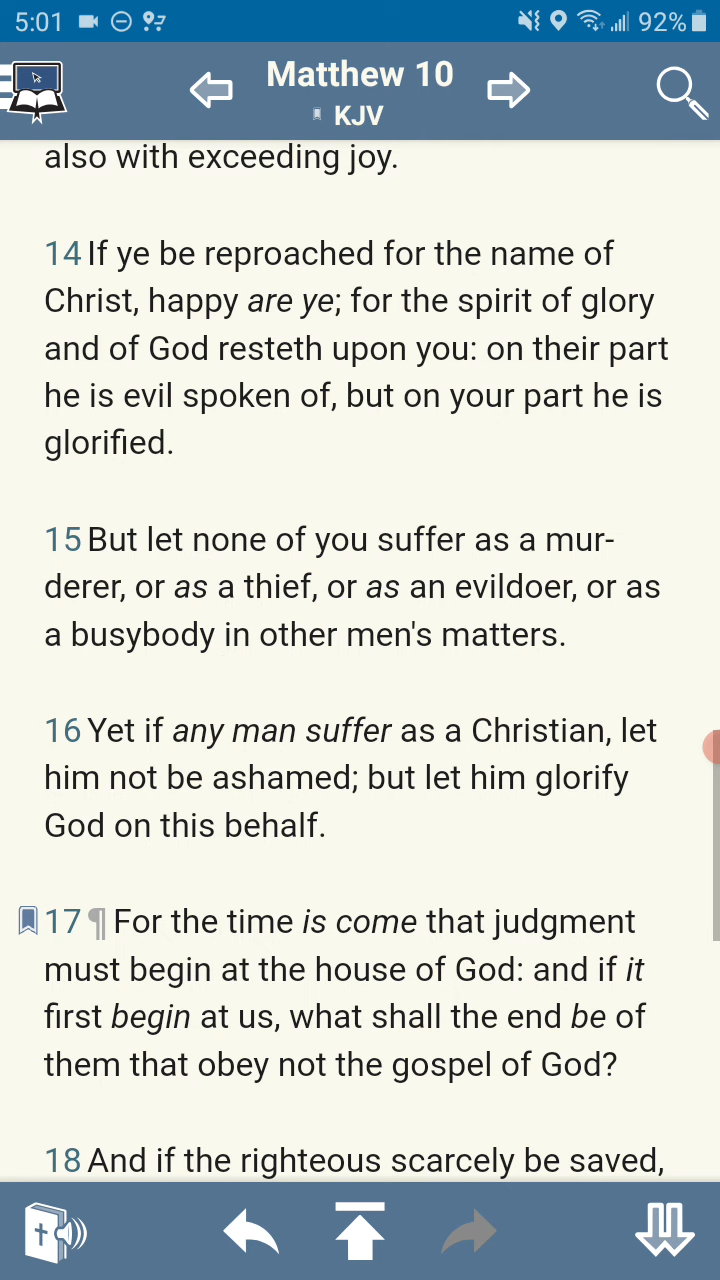 5:01
92%
Matthew 10
KJV
also with exceeding joy.
14 If ye be reproached for the name of
Christ, happy are ye; for the spirit of glory
and of God resteth upon you: on their part
he is evil spoken of, but on your part he is
glorified.
15 But let none of you suffer as a mur-
derer, or as a thief, or as an evildoer, or as
a busybody in other men's matters.
16 Yet if any man suffer as a Christian, let
him not be ashamed; but let him glorify
God on this behalf.
17 ¶ For the time is come that judgment
must begin at the house of God: and if it
first begin at us, what shall the end be of
them that obey not the gospel of God?
18 And if the righteous scarcely be saved,